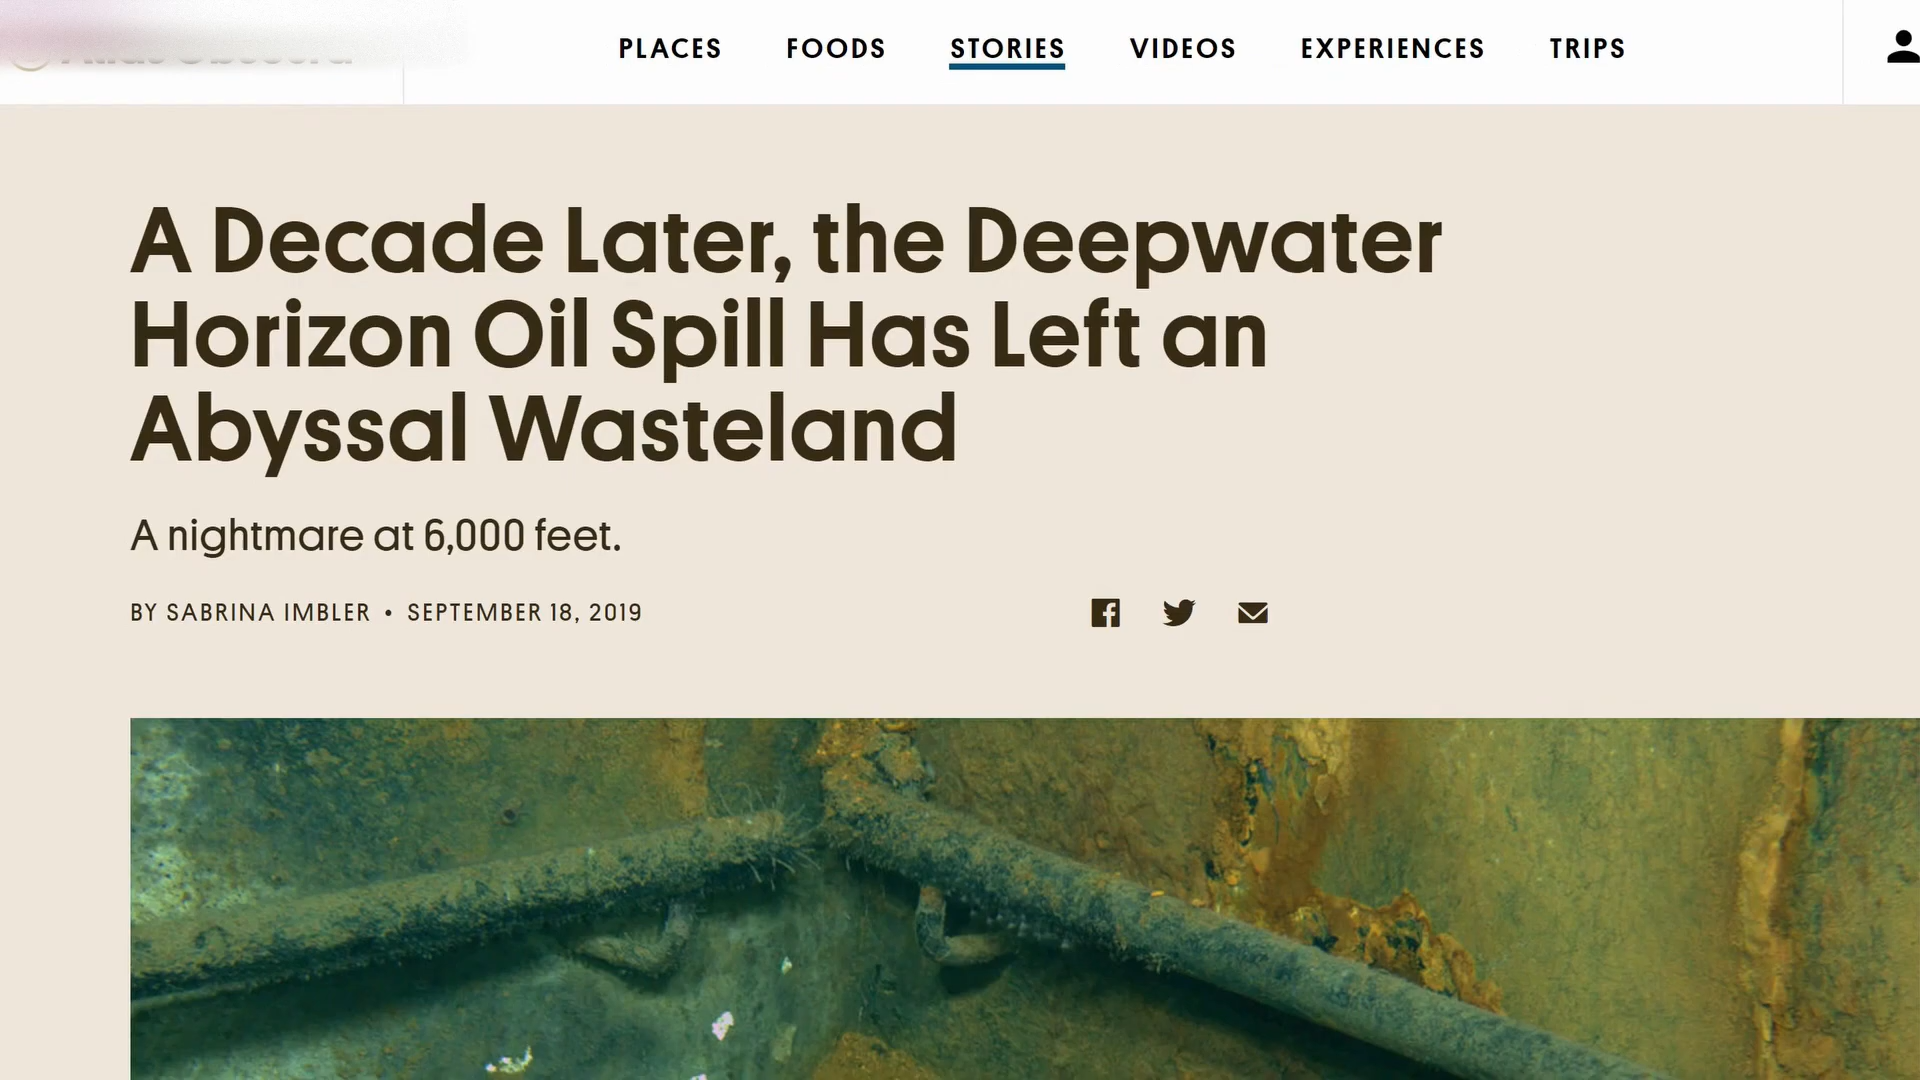 PLACES FOODS STORIES VIDEOS EXPERIENCES TRIPS
A Decade Later, the Deepwater
Horizon Oil Spill Has Left an
Abyssal Wasteland
A nightmare at 6,000 feet.
BY SABRINA IMBLER • SEPTEMBER 18, 2019